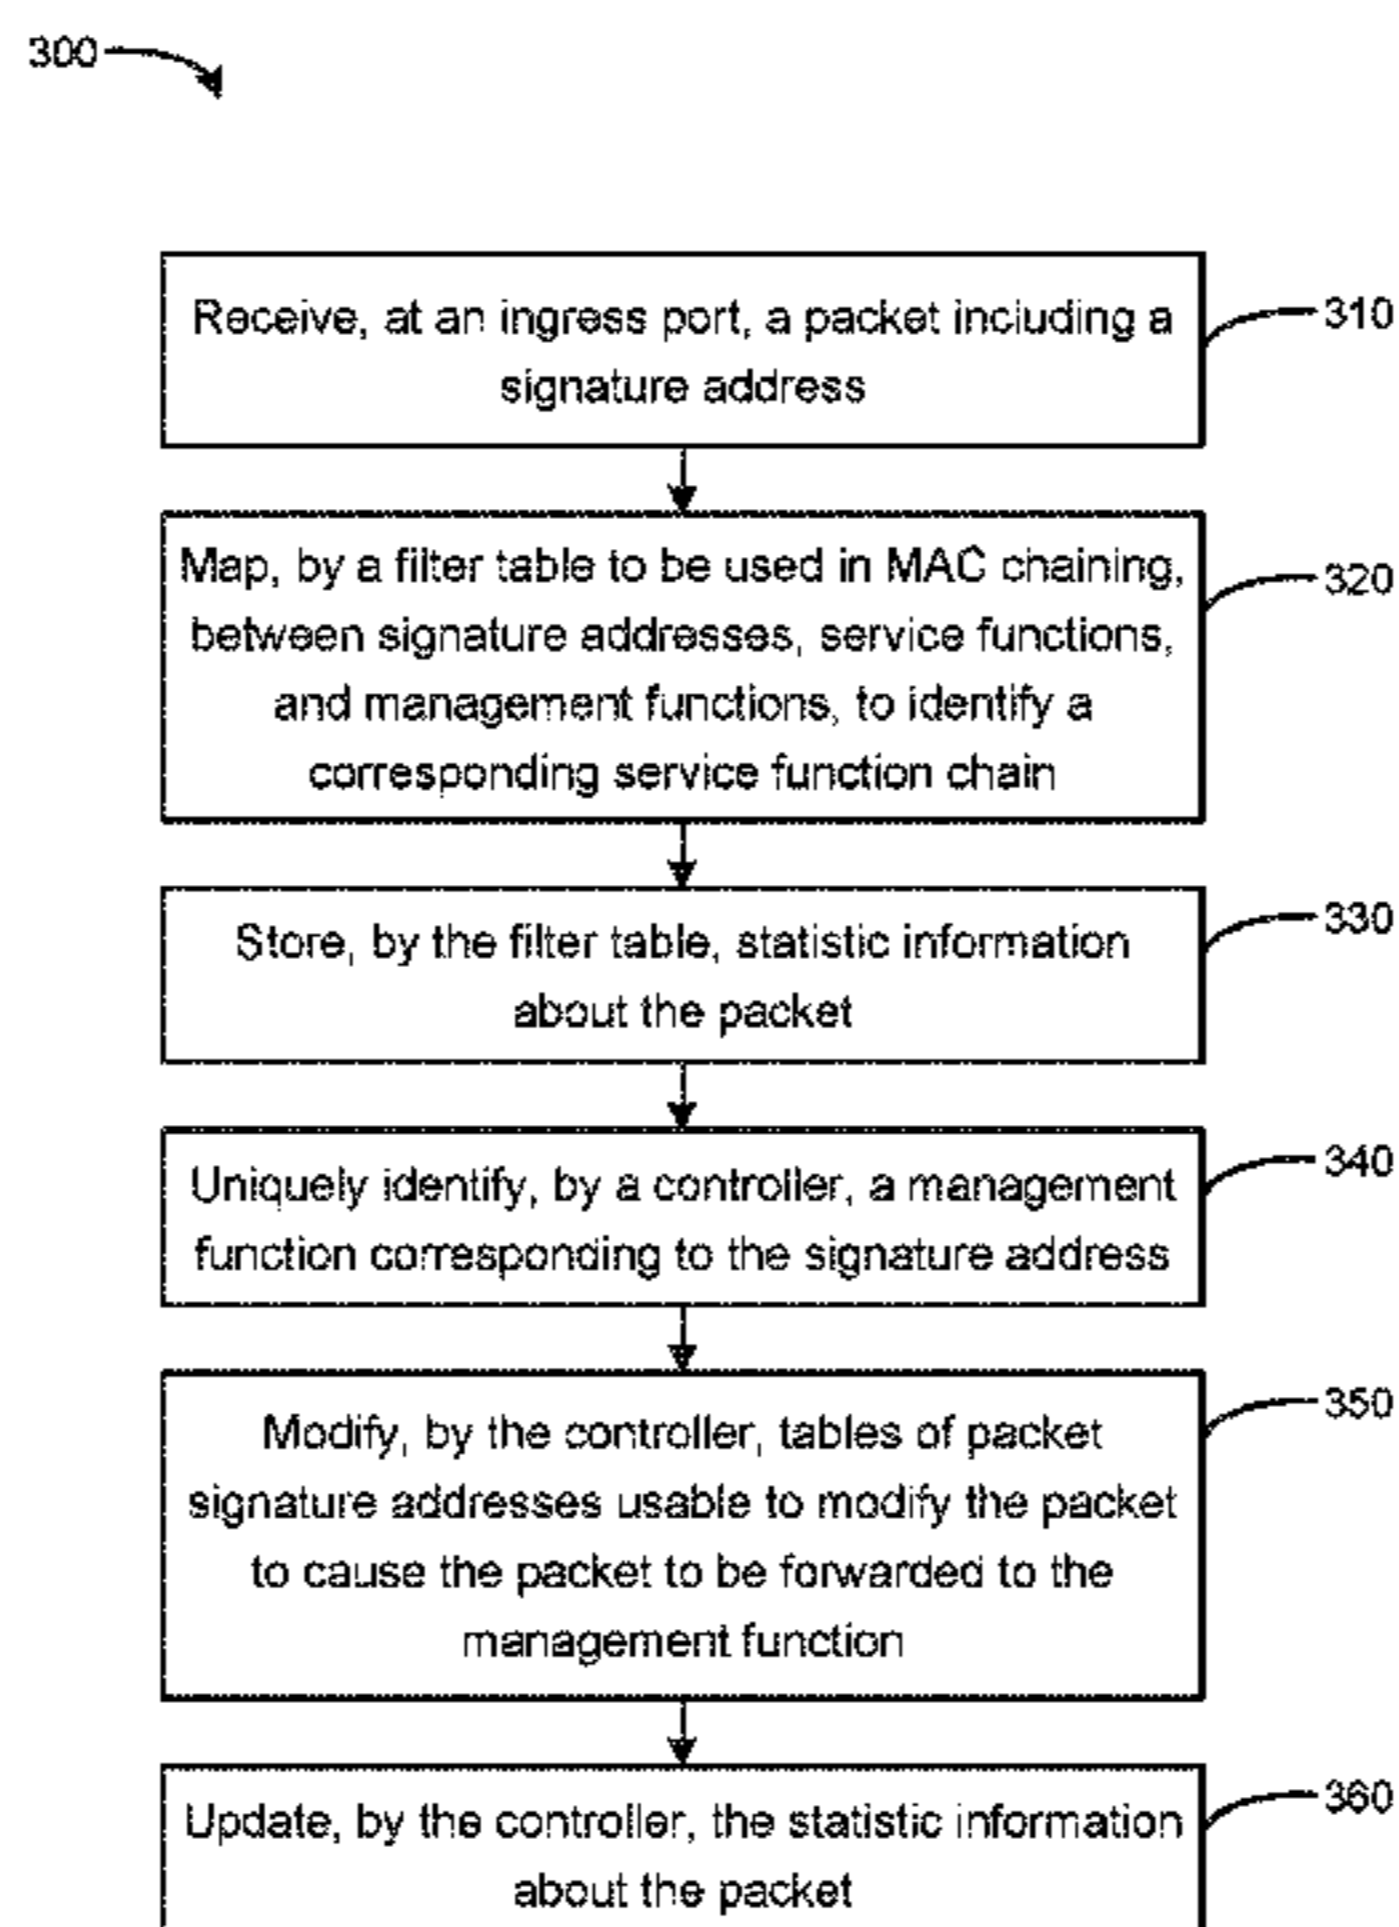 300
Receive, at an ingress port, a packet including a
signature address
310
Map, by a filter table to be used in MAC chaining,
between signature addresses, service functions,
and management functions, to identify a
corresponding service function chain
320
Store, by the filter table, statistic information
about the packet
330
Uniquely identify, by a controller, a management
function corresponding to the signature address
340
Modify, by the controller, tables of packet
signature addresses usable to modify the packet
to cause the packet to be forwarded to the
management function
350
Update, by the controller, the statistic information
about the packet
360